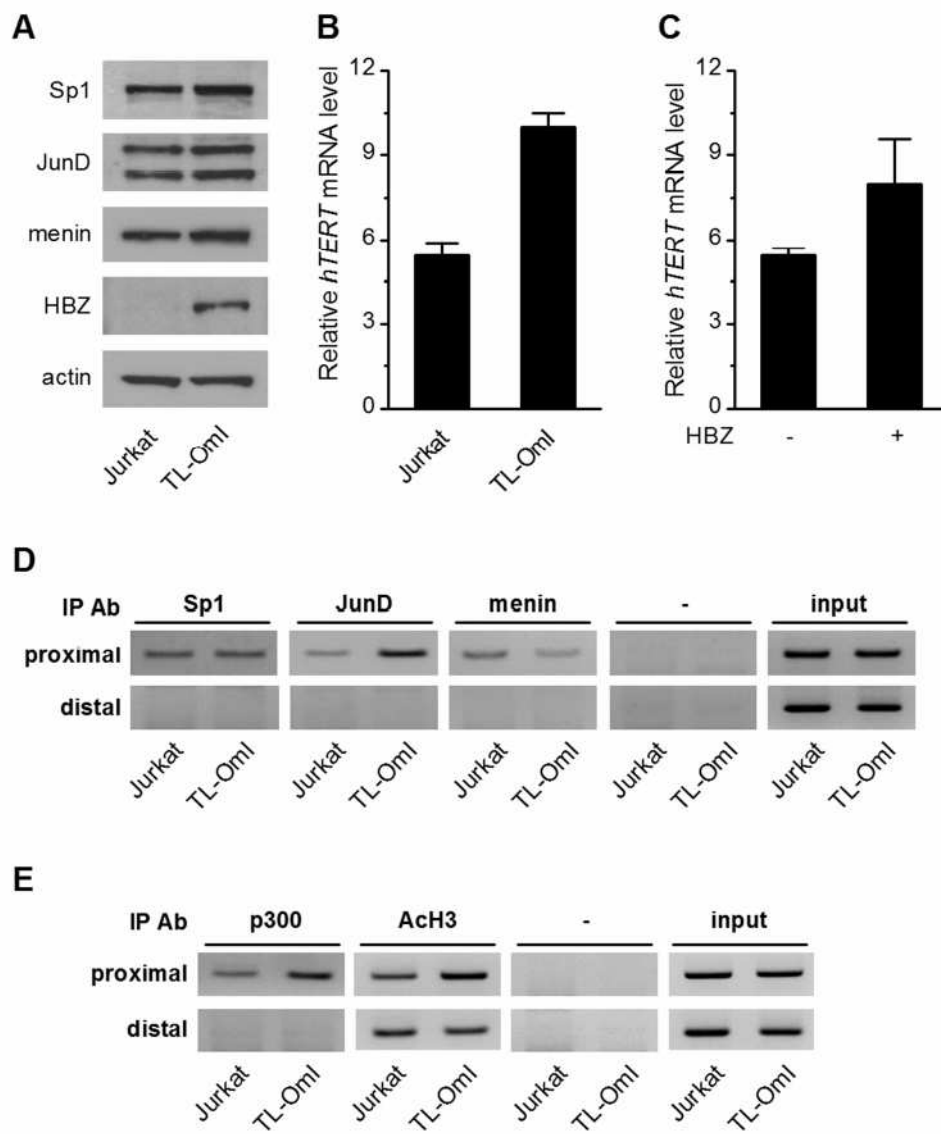 A
Sp1
JunD
menin
HBZ
actin
Jurkat
TL-OmI
B
Relative hTERT mRNA level
12
9
6
3
0
Jurkat
TL-OmI
C
Relative hTERT mRNA level
12
9
6
3
0
HBZ - +
D
IP Ab Sp1 JunD menin - input
proximal
distal
Jurkat TL-OmI Jurkat TL-OmI Jurkat TL-OmI Jurkat TL-OmI Jurkat TL-OmI
E
IP Ab p300 AcH3 - input
proximal
distal
Jurkat TL-OmI Jurkat TL-OmI Jurkat TL-OmI Jurkat TL-OmI